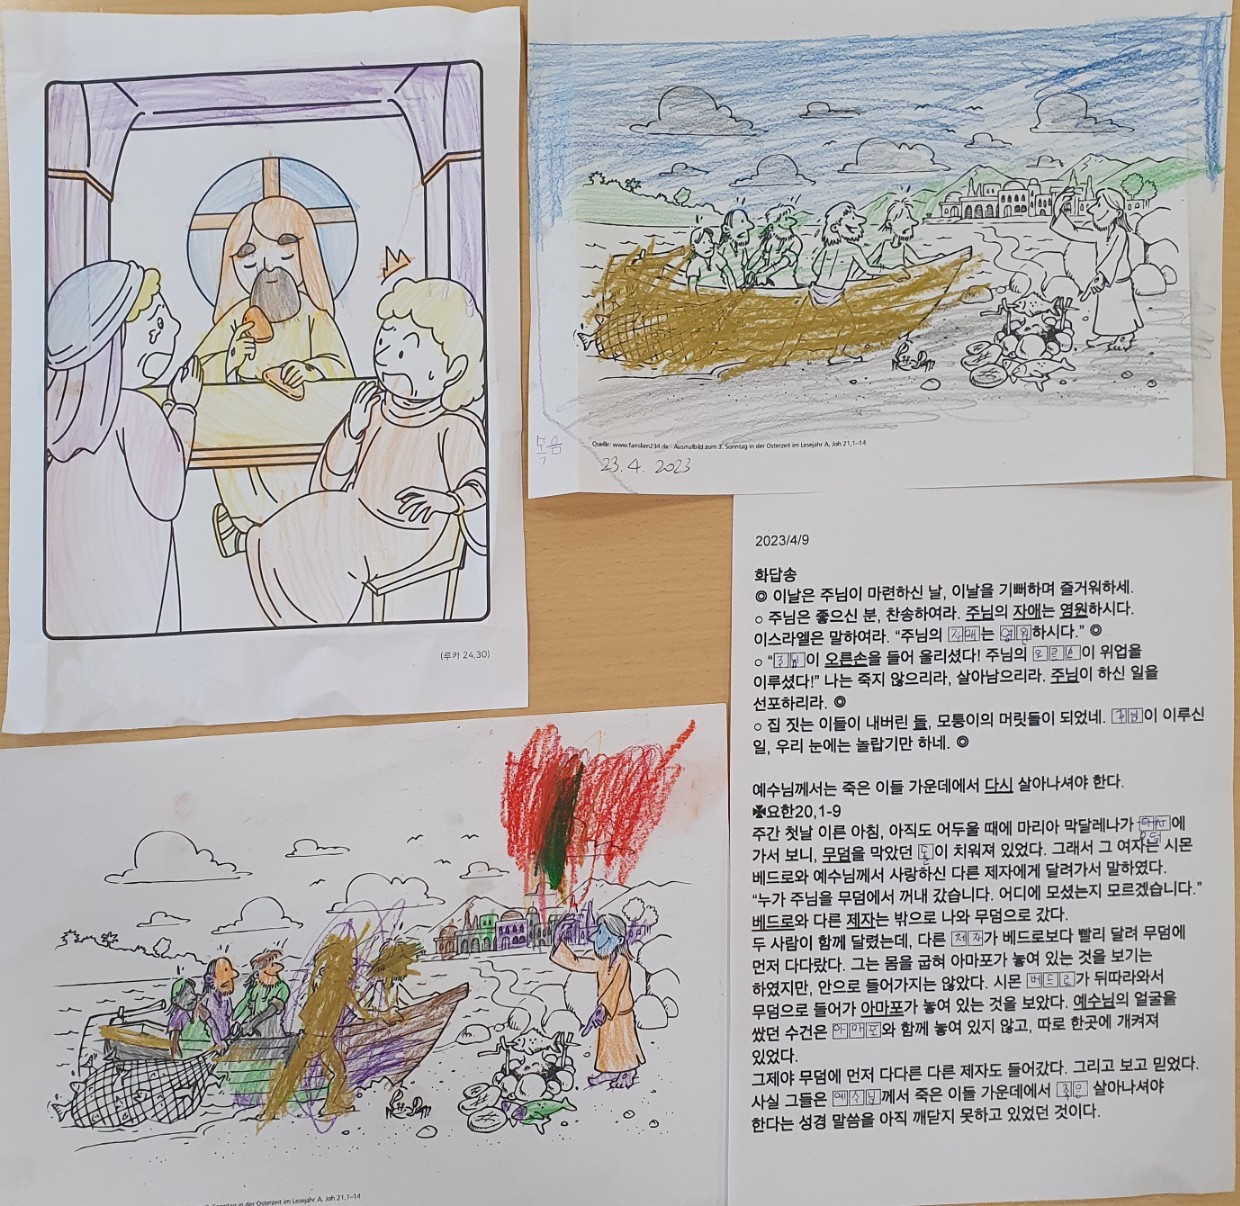 (루카 24,30)
Quelle: www.familien234.de Ausmalbild zum 3. Sonntag in der Osterzeit im Lesejahr A, Joh 21,1–14
23. 4. 2023
2023/4/9
화답송
◎ 이날은 주님이 마련하신 날, 이날을 기뻐하며 즐거워하세.
○ 주님은 좋으신 분, 찬송하여라. 주님의 자애는 영원하시다.
이스라엘은 말하여라. “주님의 자애는 영원하시다.” ◎
○ “주님이 오른손을 들어 올리셨다! 주님의 오른손이 위업을
이루셨다!” 나는 죽지 않으리라, 살아남으리라. 주님이 하신 일을
선포하리라. ◎
○ 집 짓는 이들이 내버린 돌, 모퉁이의 머릿돌이 되었네. 주님이 이루신
일, 우리 눈에는 놀랍기만 하네. ◎
예수님께서는 죽은 이들 가운데에서 다시 살아나셔야 한다.
✠요한20,1-9
주간 첫날 이른 아침, 아직도 어두울 때에 마리아 막달레나가 무덤에
가서 보니, 무덤을 막았던 돌이 치워져 있었다. 그래서 그 여자는 시몬
베드로와 예수님께서 사랑하신 다른 제자에게 달려가서 말하였다.
“누가 주님을 무덤에서 꺼내 갔습니다. 어디에 모셨는지 모르겠습니다.”
베드로와 다른 제자는 밖으로 나와 무덤으로 갔다.
두 사람이 함께 달렸는데, 다른 제자가 베드로보다 빨리 달려 무덤에
먼저 다다랐다. 그는 몸을 굽혀 아마포가 놓여 있는 것을 보기는
하였지만, 안으로 들어가지는 않았다. 시몬 베드로가 뒤따라와서
무덤으로 들어가 아마포가 놓여 있는 것을 보았다. 예수님의 얼굴을
쌌던 수건은 아마포와 함께 놓여 있지 않고, 따로 한곳에 개켜져
있었다.
그제야 무덤에 먼저 다다른 다른 제자도 들어갔다. 그리고 보고 믿었다.
사실 그들은 예수님께서 죽은 이들 가운데에서 살아나셔야
한다는 성경 말씀을 아직 깨닫지 못하고 있었던 것이다.
Sonntag in der Osterzeit im Lesejahr A, Joh 21,1–14